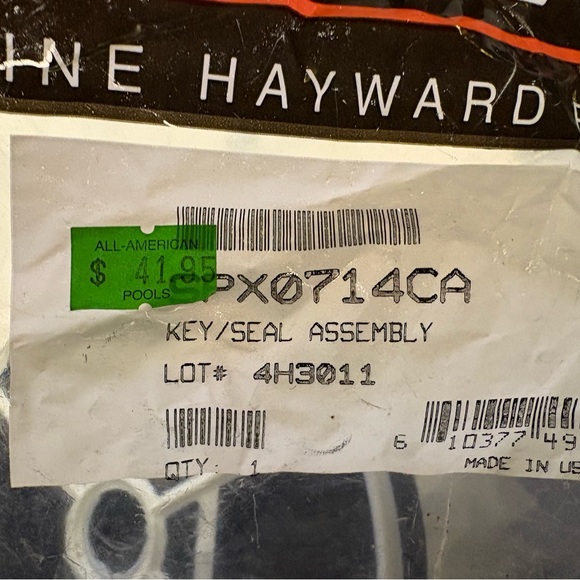 INE HAYWARD
ALL-AMERICAN
$ 41.95
POOLS
SPX0714CA
KEY/SEAL ASSEMBLY
LOT# 4H3011
6 10377 49
QTY: 1
MADE IN US